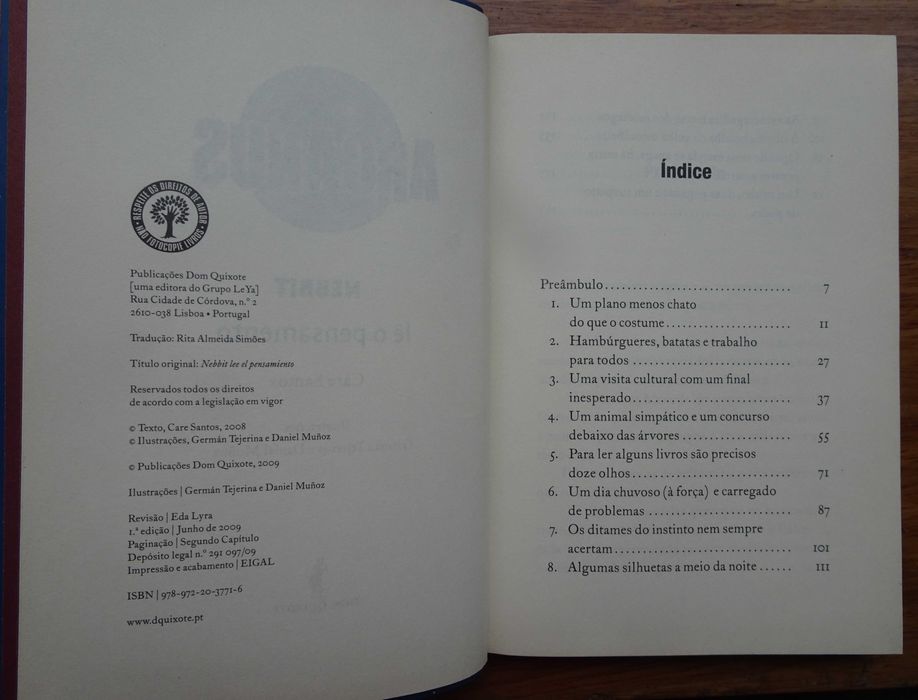 RESPEITE OS DIREITOS DE AUTOR
NÃO FOTOCOPIE LIVROS
Publicações Dom Quixote
[uma editora do Grupo LeYa]
Rua Cidade de Córdova, n.º 2
2610-038 Lisboa • Portugal
Tradução: Rita Almeida Simões
Título original: Nebbit lee el pensamiento
Reservados todos os direitos
de acordo com a legislação em vigor
© Texto, Care Santos, 2008
© Ilustrações, Germán Tejerina e Daniel Muñoz
© Publicações Dom Quixote, 2009
Ilustrações | Germán Tejerina e Daniel Muñoz
Revisão | Eda Lyra
1.ª edição | Junho de 2009
Paginação | Segundo Capítulo
Depósito legal n.º 291 097/09
Impressão e acabamento | EIGAL
ISBN | 978-972-20-3771-6
www.dquixote.pt
Índice
Preâmbulo................................ 7
1. Um plano menos chato
do que o costume..................... 11
2. Hambúrgueres, batatas e trabalho
para todos ........................... 27
3. Uma visita cultural com um final
inesperado........................... 37
4. Um animal simpático e um concurso
debaixo das árvores ................... 55
5. Para ler alguns livros são precisos
doze olhos........................... 71
6. Um dia chuvoso (à força) e carregado
de problemas ......................... 87
7. Os ditames do instinto nem sempre
acertam.............................. 101
8. Algumas silhuetas a meio da noite ...... 111